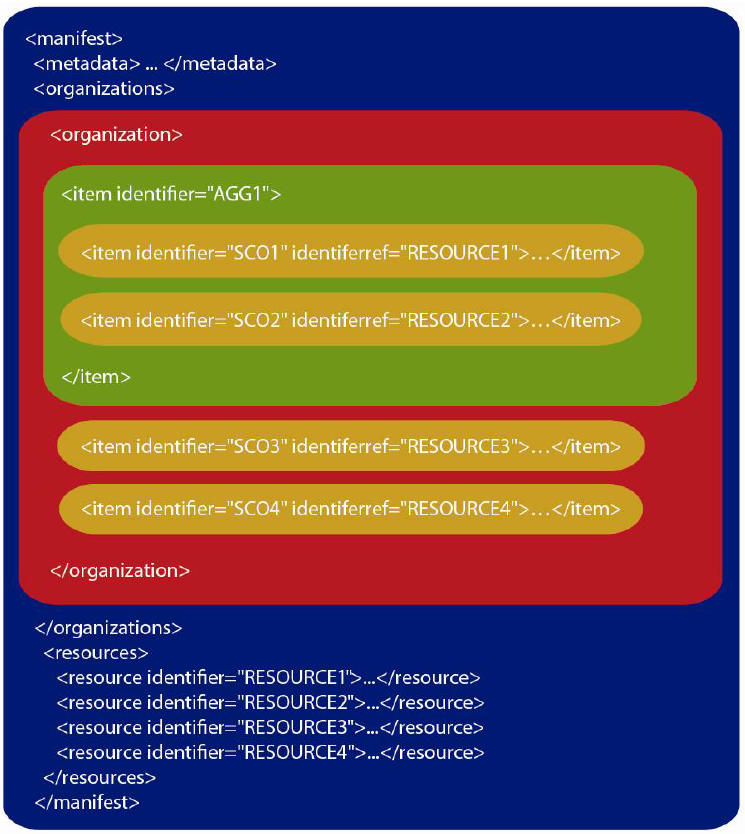 <manifest>
<metadata> ... </metadata>
<organizations>
<organization>
<item identifier="AGG1">
<item identifier="SCO1" identiferref="RESOURCE1">...</item>
<item identifier="SCO2" identiferref="RESOURCE2">...</item>
</item>
<item identifier="SCO3" identiferref="RESOURCE3">...</item>
<item identifier="SCO4" identiferref="RESOURCE4">...</item>
</organization>
</organizations>
<resources>
<resource identifier="RESOURCE1">...</resource>
<resource identifier="RESOURCE2">...</resource>
<resource identifier="RESOURCE3">...</resource>
<resource identifier="RESOURCE4">...</resource>
</resources>
</manifest>